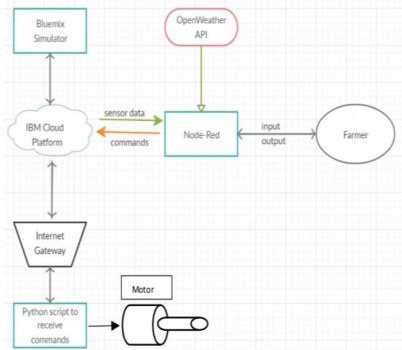 Bluemix
Simulator
OpenWeather
API
IBM Cloud
Platform
sensor data
commands
Node-Red
input
output
Farmer
Internet
Gateway
Python script to
receive
commands
Motor